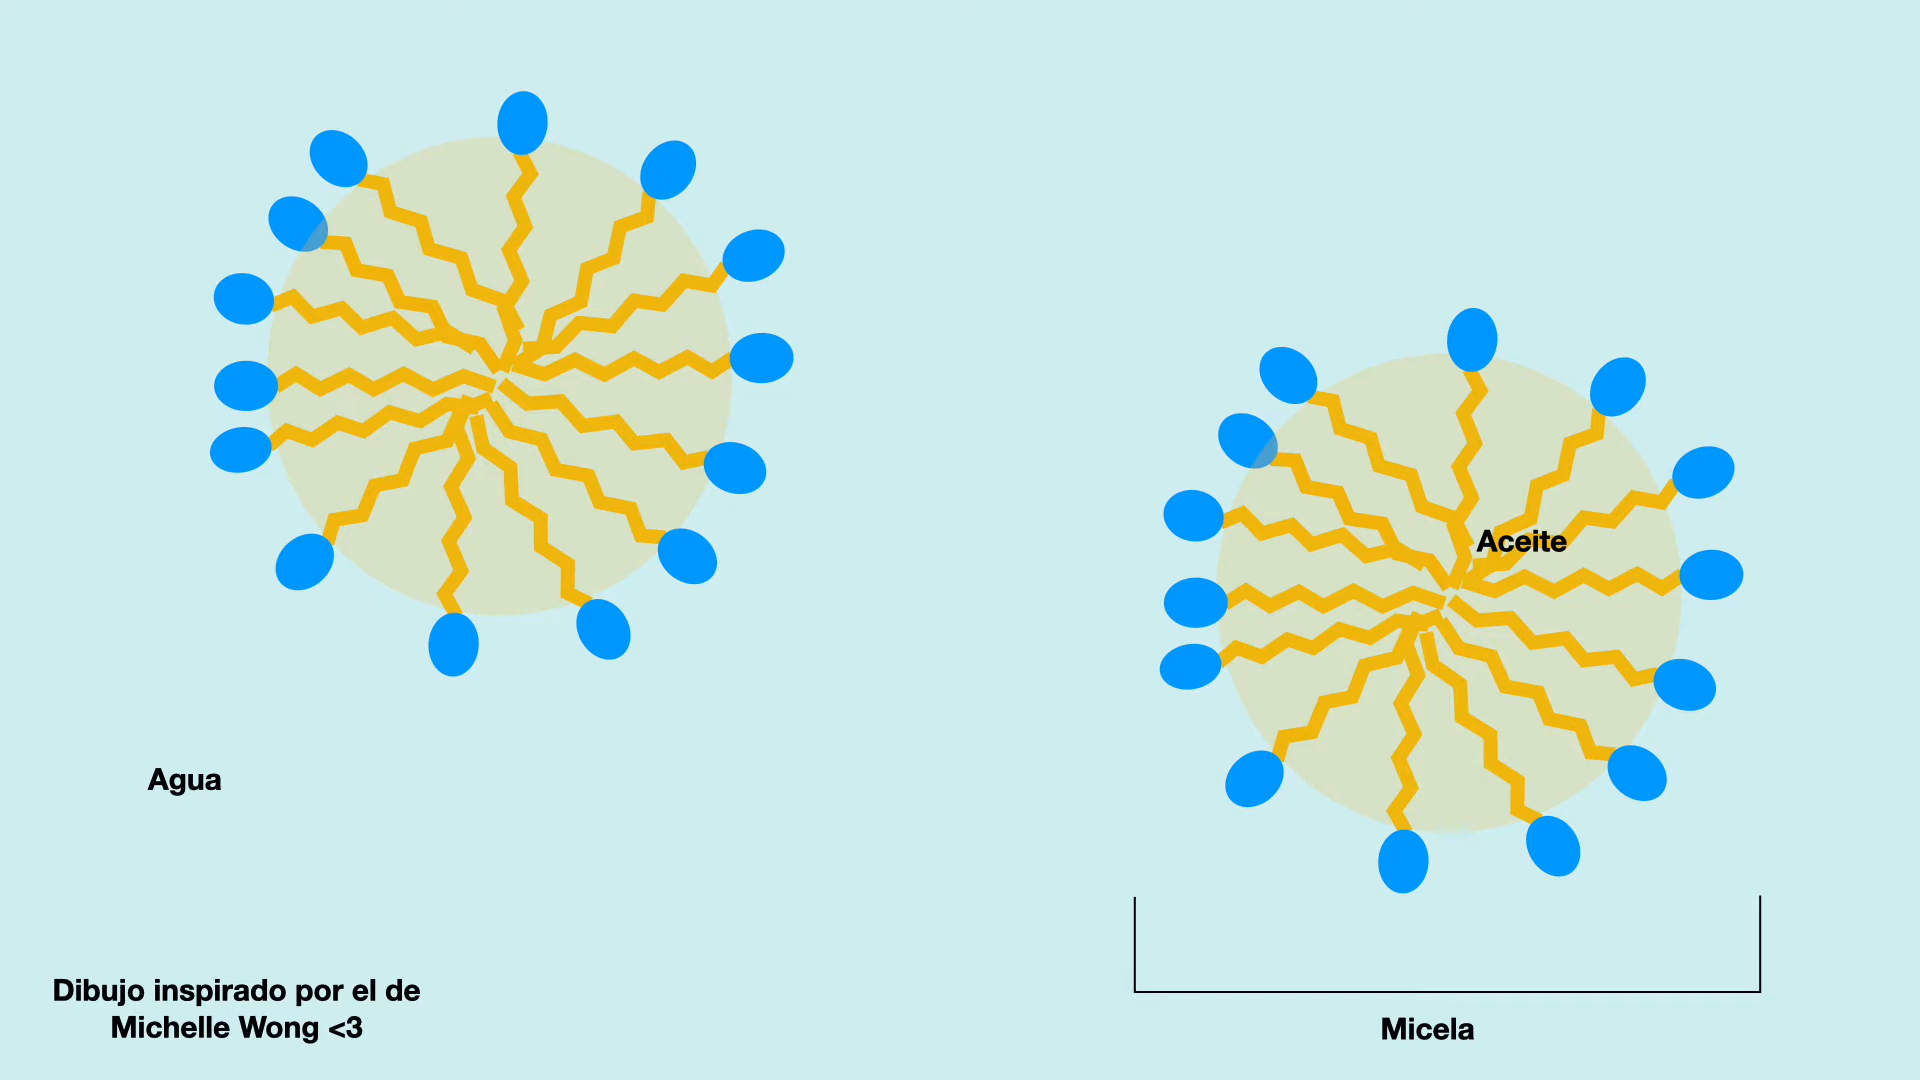 Aceite
Agua
Dibujo inspirado por el de
Michelle Wong <3
Micela